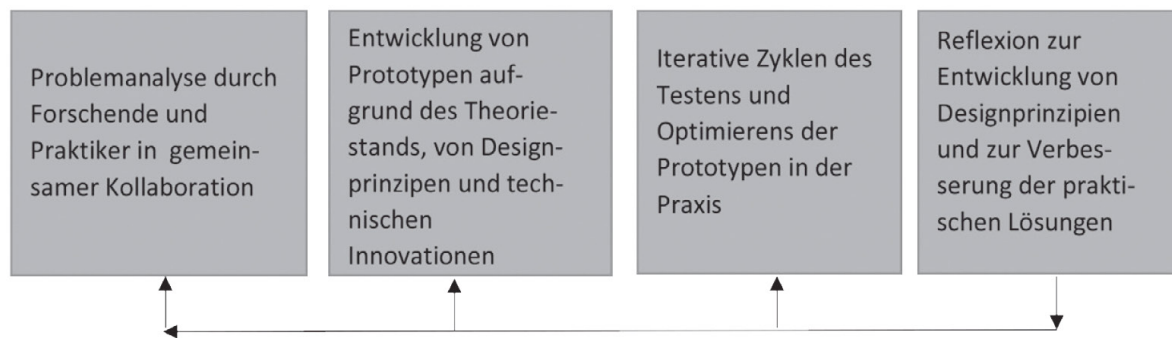 Problemanalyse durch
Forschende und
Praktiker in gemein-
samer Kollaboration
Entwicklung von
Prototypen auf-
grund des Theorie-
stands, von Design-
prinzipen und tech-
nischen
Innovationen
Iterative Zyklen des
Testens und
Optimierens der
Prototypen in der
Praxis
Reflexion zur
Entwicklung von
Designprinzipien
und zur Verbes-
serung der prakti-
schen Lösungen